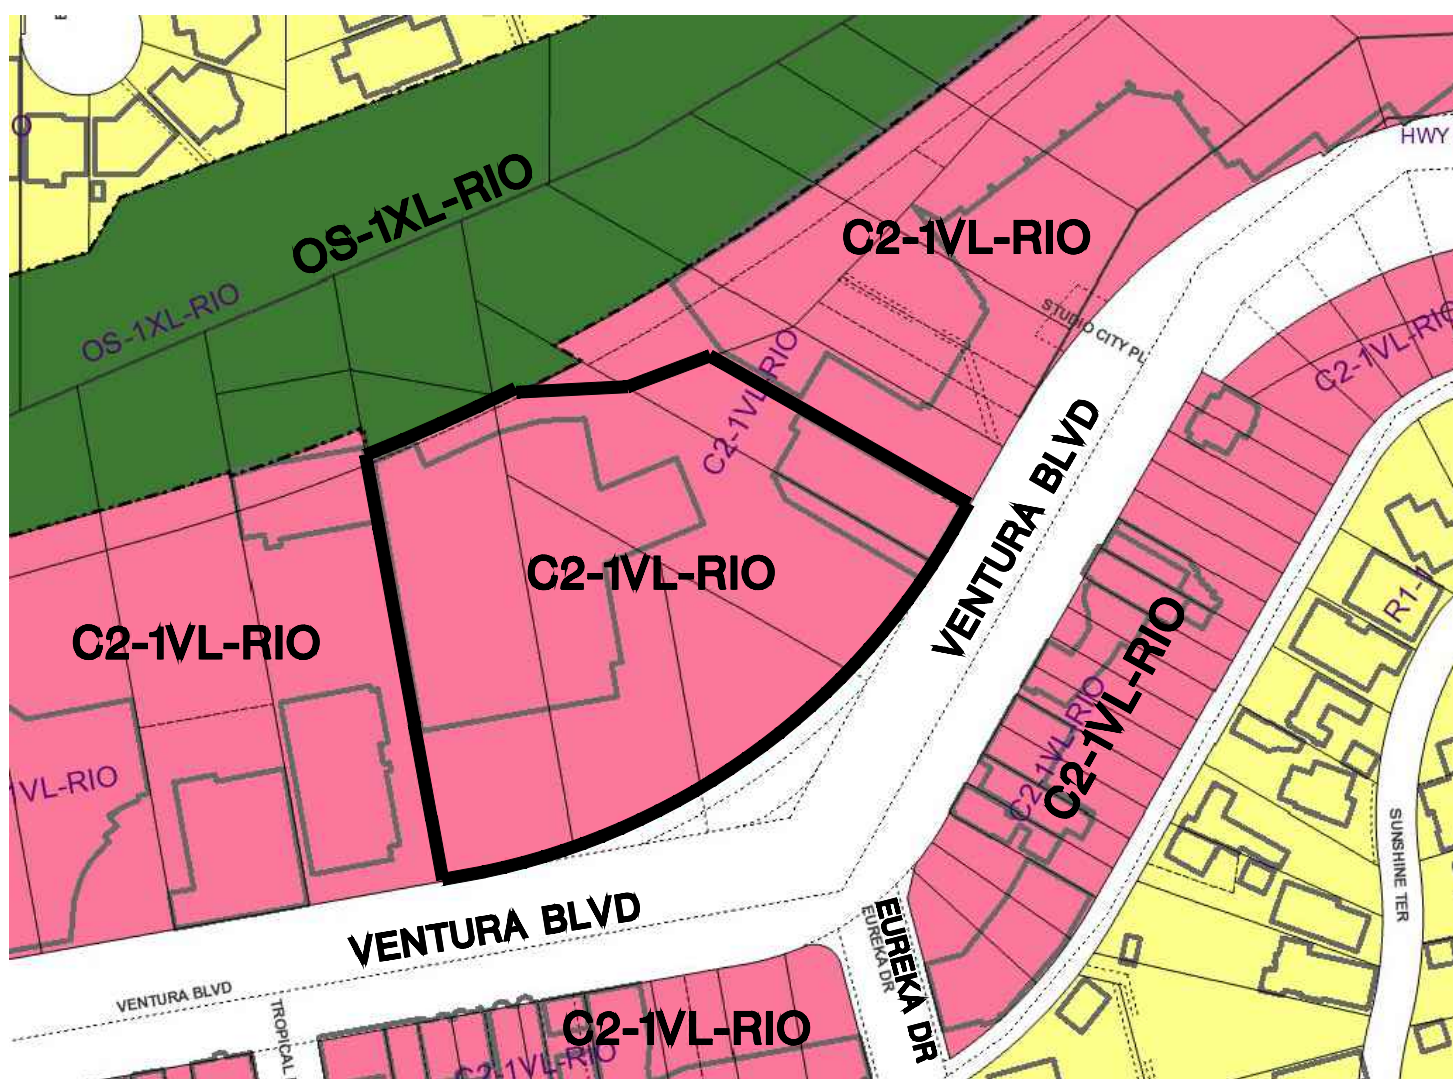 HWY
OS-1XL-RIO
OS-1XL-RIO
C2-1VL-RIO
STUDIO CITY PL
C2-1VL-RIO
C2-1VL-RIO
VENTURA BLVD
C2-1VL-RIO
R1-1
C2-1VL-RIO
C2-1VL-RIO
C2-1VL-RIO
1VL-RIO
SUNSHINE TER
VENTURA BLVD
EUREKA DR
EUREKA DR
VENTURA BLVD
TROPICAL
C2-1VL-RIO
C2-1VL-RIO